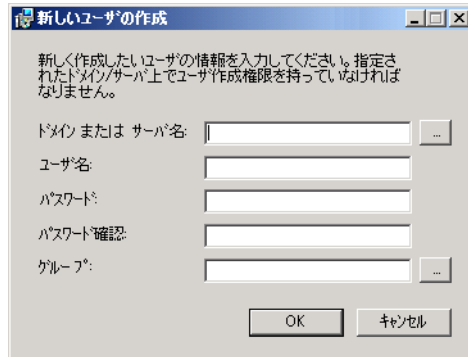 新しいユーザの作成
新しく作成したいユーザの情報を入力してください。指定さ
れたﾄﾞﾒｲﾝ/ｻｰﾊﾞ上でユーザ作成権限を持っていなければ
なりません。
ﾄﾞﾒｲﾝ または ｻｰﾊﾞ名:
...
ユーザ名:
ﾊﾟｽﾜｰﾄﾞ:
ﾊﾟｽﾜｰﾄﾞ確認:
ｸﾞﾙｰﾌﾟ:
...
OK ｷｬﾝｾﾙ